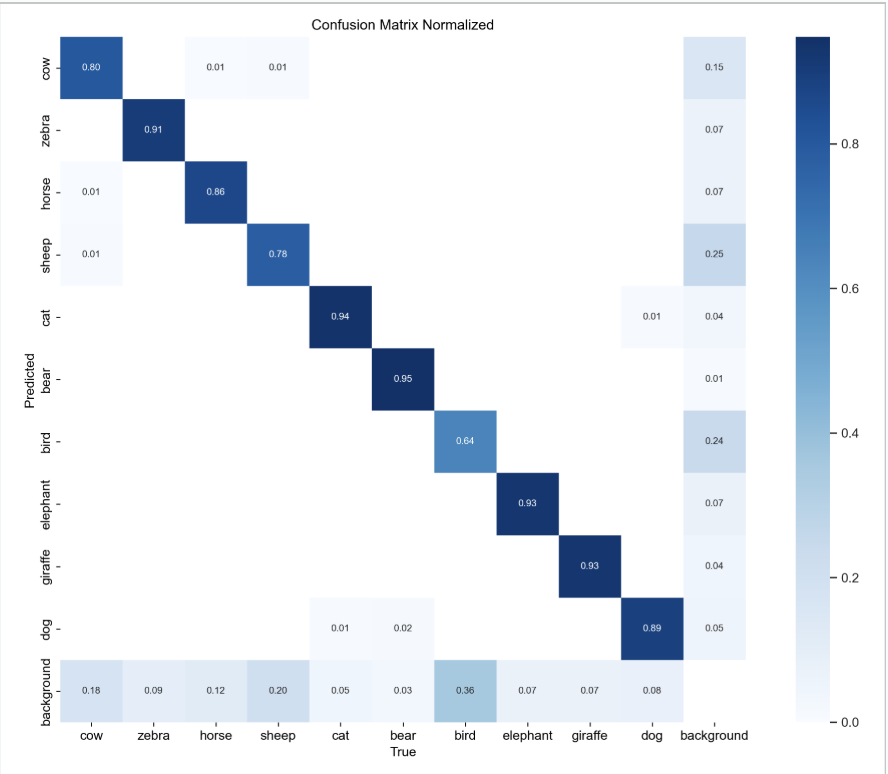 Confusion Matrix Normalized
cow 0.80 0.01 0.01 0.15
zebra 0.91 0.07
horse 0.01 0.86 0.07
sheep 0.01 0.78 0.25
cat 0.94 0.01 0.04
bear 0.95 0.01
bird 0.64 0.24
elephant 0.93 0.07
giraffe 0.93 0.04
dog 0.01 0.02 0.89 0.05
background 0.18 0.09 0.12 0.20 0.05 0.03 0.36 0.07 0.07 0.08
Predicted
cow zebra horse sheep cat bear bird elephant giraffe dog background
True
0.8
0.6
0.4
0.2
0.0